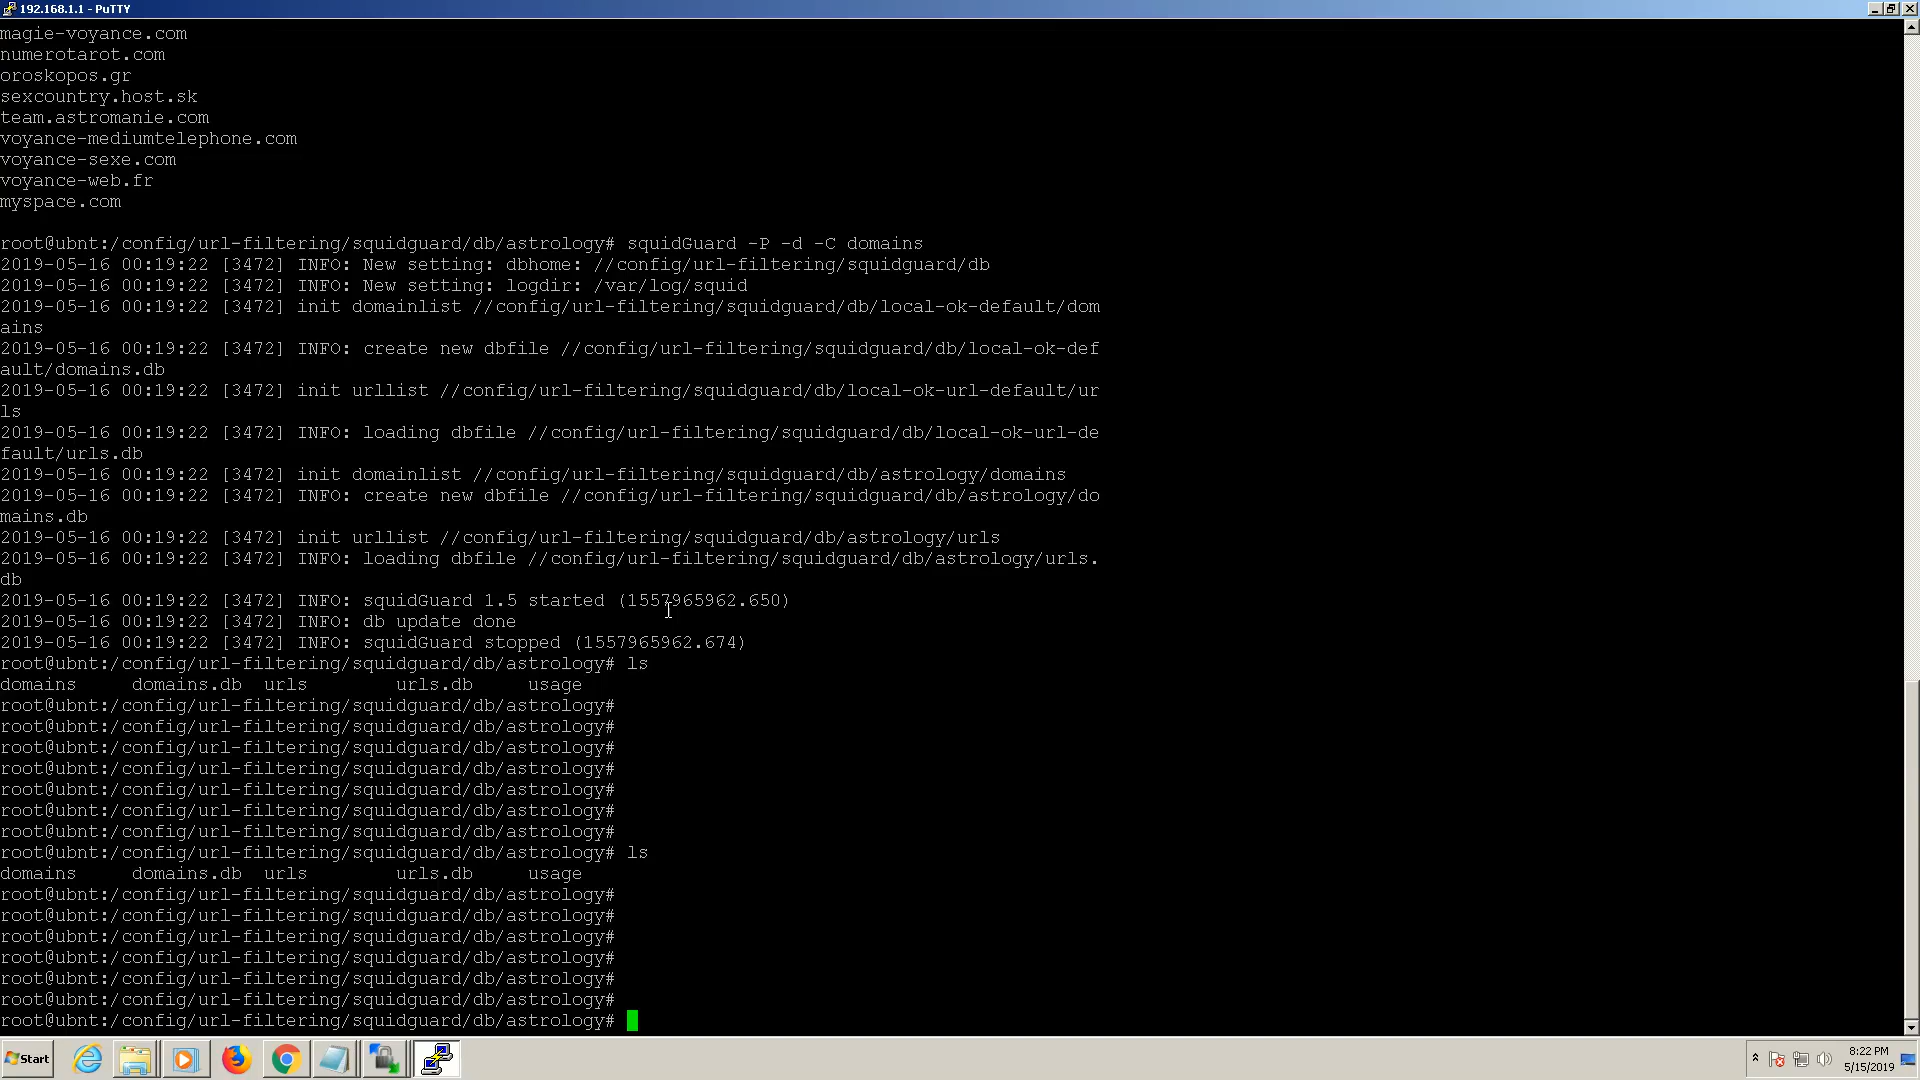 192.168.1.1 - PuTTY
magie-voyance.com
numerotarot.com
oroskopos.gr
sexcountry.host.sk
team.astromanie.com
voyance-mediumtelephone.com
voyance-sexe.com
voyance-web.fr
myspace.com
root@ubnt:/config/url-filtering/squidguard/db/astrology# squidGuard -P -d -C domains
2019-05-16 00:19:22 [3472] INFO: New setting: dbhome: //config/url-filtering/squidguard/db
2019-05-16 00:19:22 [3472] INFO: New setting: logdir: /var/log/squid
2019-05-16 00:19:22 [3472] init domainlist //config/url-filtering/squidguard/db/local-ok-default/dom
ains
2019-05-16 00:19:22 [3472] INFO: create new dbfile //config/url-filtering/squidguard/db/local-ok-def
ault/domains.db
2019-05-16 00:19:22 [3472] init urllist //config/url-filtering/squidguard/db/local-ok-url-default/ur
ls
2019-05-16 00:19:22 [3472] INFO: loading dbfile //config/url-filtering/squidguard/db/local-ok-url-de
fault/urls.db
2019-05-16 00:19:22 [3472] init domainlist //config/url-filtering/squidguard/db/astrology/domains
2019-05-16 00:19:22 [3472] INFO: create new dbfile //config/url-filtering/squidguard/db/astrology/do
mains.db
2019-05-16 00:19:22 [3472] init urllist //config/url-filtering/squidguard/db/astrology/urls
2019-05-16 00:19:22 [3472] INFO: loading dbfile //config/url-filtering/squidguard/db/astrology/urls.
db
2019-05-16 00:19:22 [3472] INFO: squidGuard 1.5 started (1557965962.650)
2019-05-16 00:19:22 [3472] INFO: db update done
2019-05-16 00:19:22 [3472] INFO: squidGuard stopped (1557965962.674)
root@ubnt:/config/url-filtering/squidguard/db/astrology# ls
domains domains.db urls urls.db usage
root@ubnt:/config/url-filtering/squidguard/db/astrology#
root@ubnt:/config/url-filtering/squidguard/db/astrology#
root@ubnt:/config/url-filtering/squidguard/db/astrology#
root@ubnt:/config/url-filtering/squidguard/db/astrology#
root@ubnt:/config/url-filtering/squidguard/db/astrology#
root@ubnt:/config/url-filtering/squidguard/db/astrology#
root@ubnt:/config/url-filtering/squidguard/db/astrology#
root@ubnt:/config/url-filtering/squidguard/db/astrology# ls
domains domains.db urls urls.db usage
root@ubnt:/config/url-filtering/squidguard/db/astrology#
root@ubnt:/config/url-filtering/squidguard/db/astrology#
root@ubnt:/config/url-filtering/squidguard/db/astrology#
root@ubnt:/config/url-filtering/squidguard/db/astrology#
root@ubnt:/config/url-filtering/squidguard/db/astrology#
root@ubnt:/config/url-filtering/squidguard/db/astrology#
root@ubnt:/config/url-filtering/squidguard/db/astrology#
Start
8:22 PM
5/15/2019